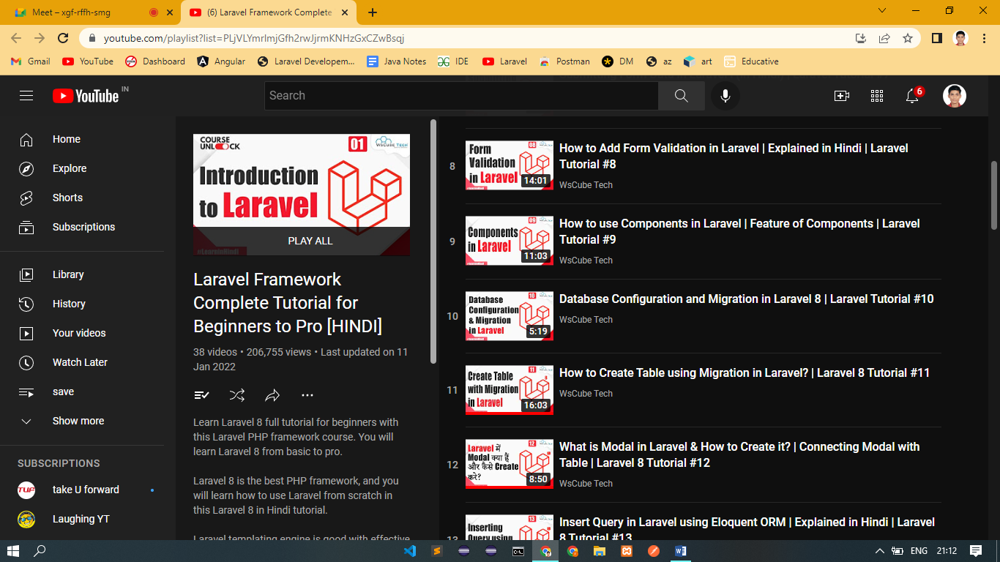 Meet – xgf-rffh-smg
(6) Laravel Framework Complete
youtube.com/playlist?list=PLjVLYmrlmjGfh2rwJjrmKNHzGxCZwBsqj
Gmail YouTube Dashboard Angular Laravel Developem... Java Notes IDE Laravel Postman DM az art Educative
YouTube IN
Search
6
Home
Explore
Shorts
Subscriptions
Library
History
Your videos
Watch Later
save
Show more
SUBSCRIPTIONS
TUF
take U forward
Laughing YT
COURSE
UNLOCK
01
WSCUBE TECH
Introduction
to Laravel
PLAY ALL
#LearninHindi
Laravel Framework
Complete Tutorial for
Beginners to Pro [HINDI]
38 videos • 206,755 views • Last updated on 11
Jan 2022
Learn Laravel 8 full tutorial for beginners with
this Laravel PHP framework course. You will
learn Laravel 8 from basic to pro.
Laravel 8 is the best PHP framework, and you
will learn how to use Laravel from scratch in
this Laravel 8 in Hindi tutorial.
Laravel templating engine is good with effective
8
08
Form
Validation
in Laravel
14:01
How to Add Form Validation in Laravel | Explained in Hindi | Laravel
Tutorial #8
WsCube Tech
9
09
Components
in Laravel
11:03
How to use Components in Laravel | Feature of Components | Laravel
Tutorial #9
WsCube Tech
10
10
Database
Configuration
& Migration
in Laravel
5:19
Database Configuration and Migration in Laravel 8 | Laravel Tutorial #10
WsCube Tech
11
11
Create Table
with Migration
in Laravel
16:03
How to Create Table using Migration in Laravel? | Laravel 8 Tutorial #11
WsCube Tech
12
12
Laravel में
Modal क्या हैं
और कैसे Create
करे?
8:50
What is Modal in Laravel & How to Create it? | Connecting Modal with
Table | Laravel 8 Tutorial #12
WsCube Tech
13
13
Inserting
Query using
Insert Query in Laravel using Eloquent ORM | Explained in Hindi | Laravel
8 Tutorial #13
ENG 21:12